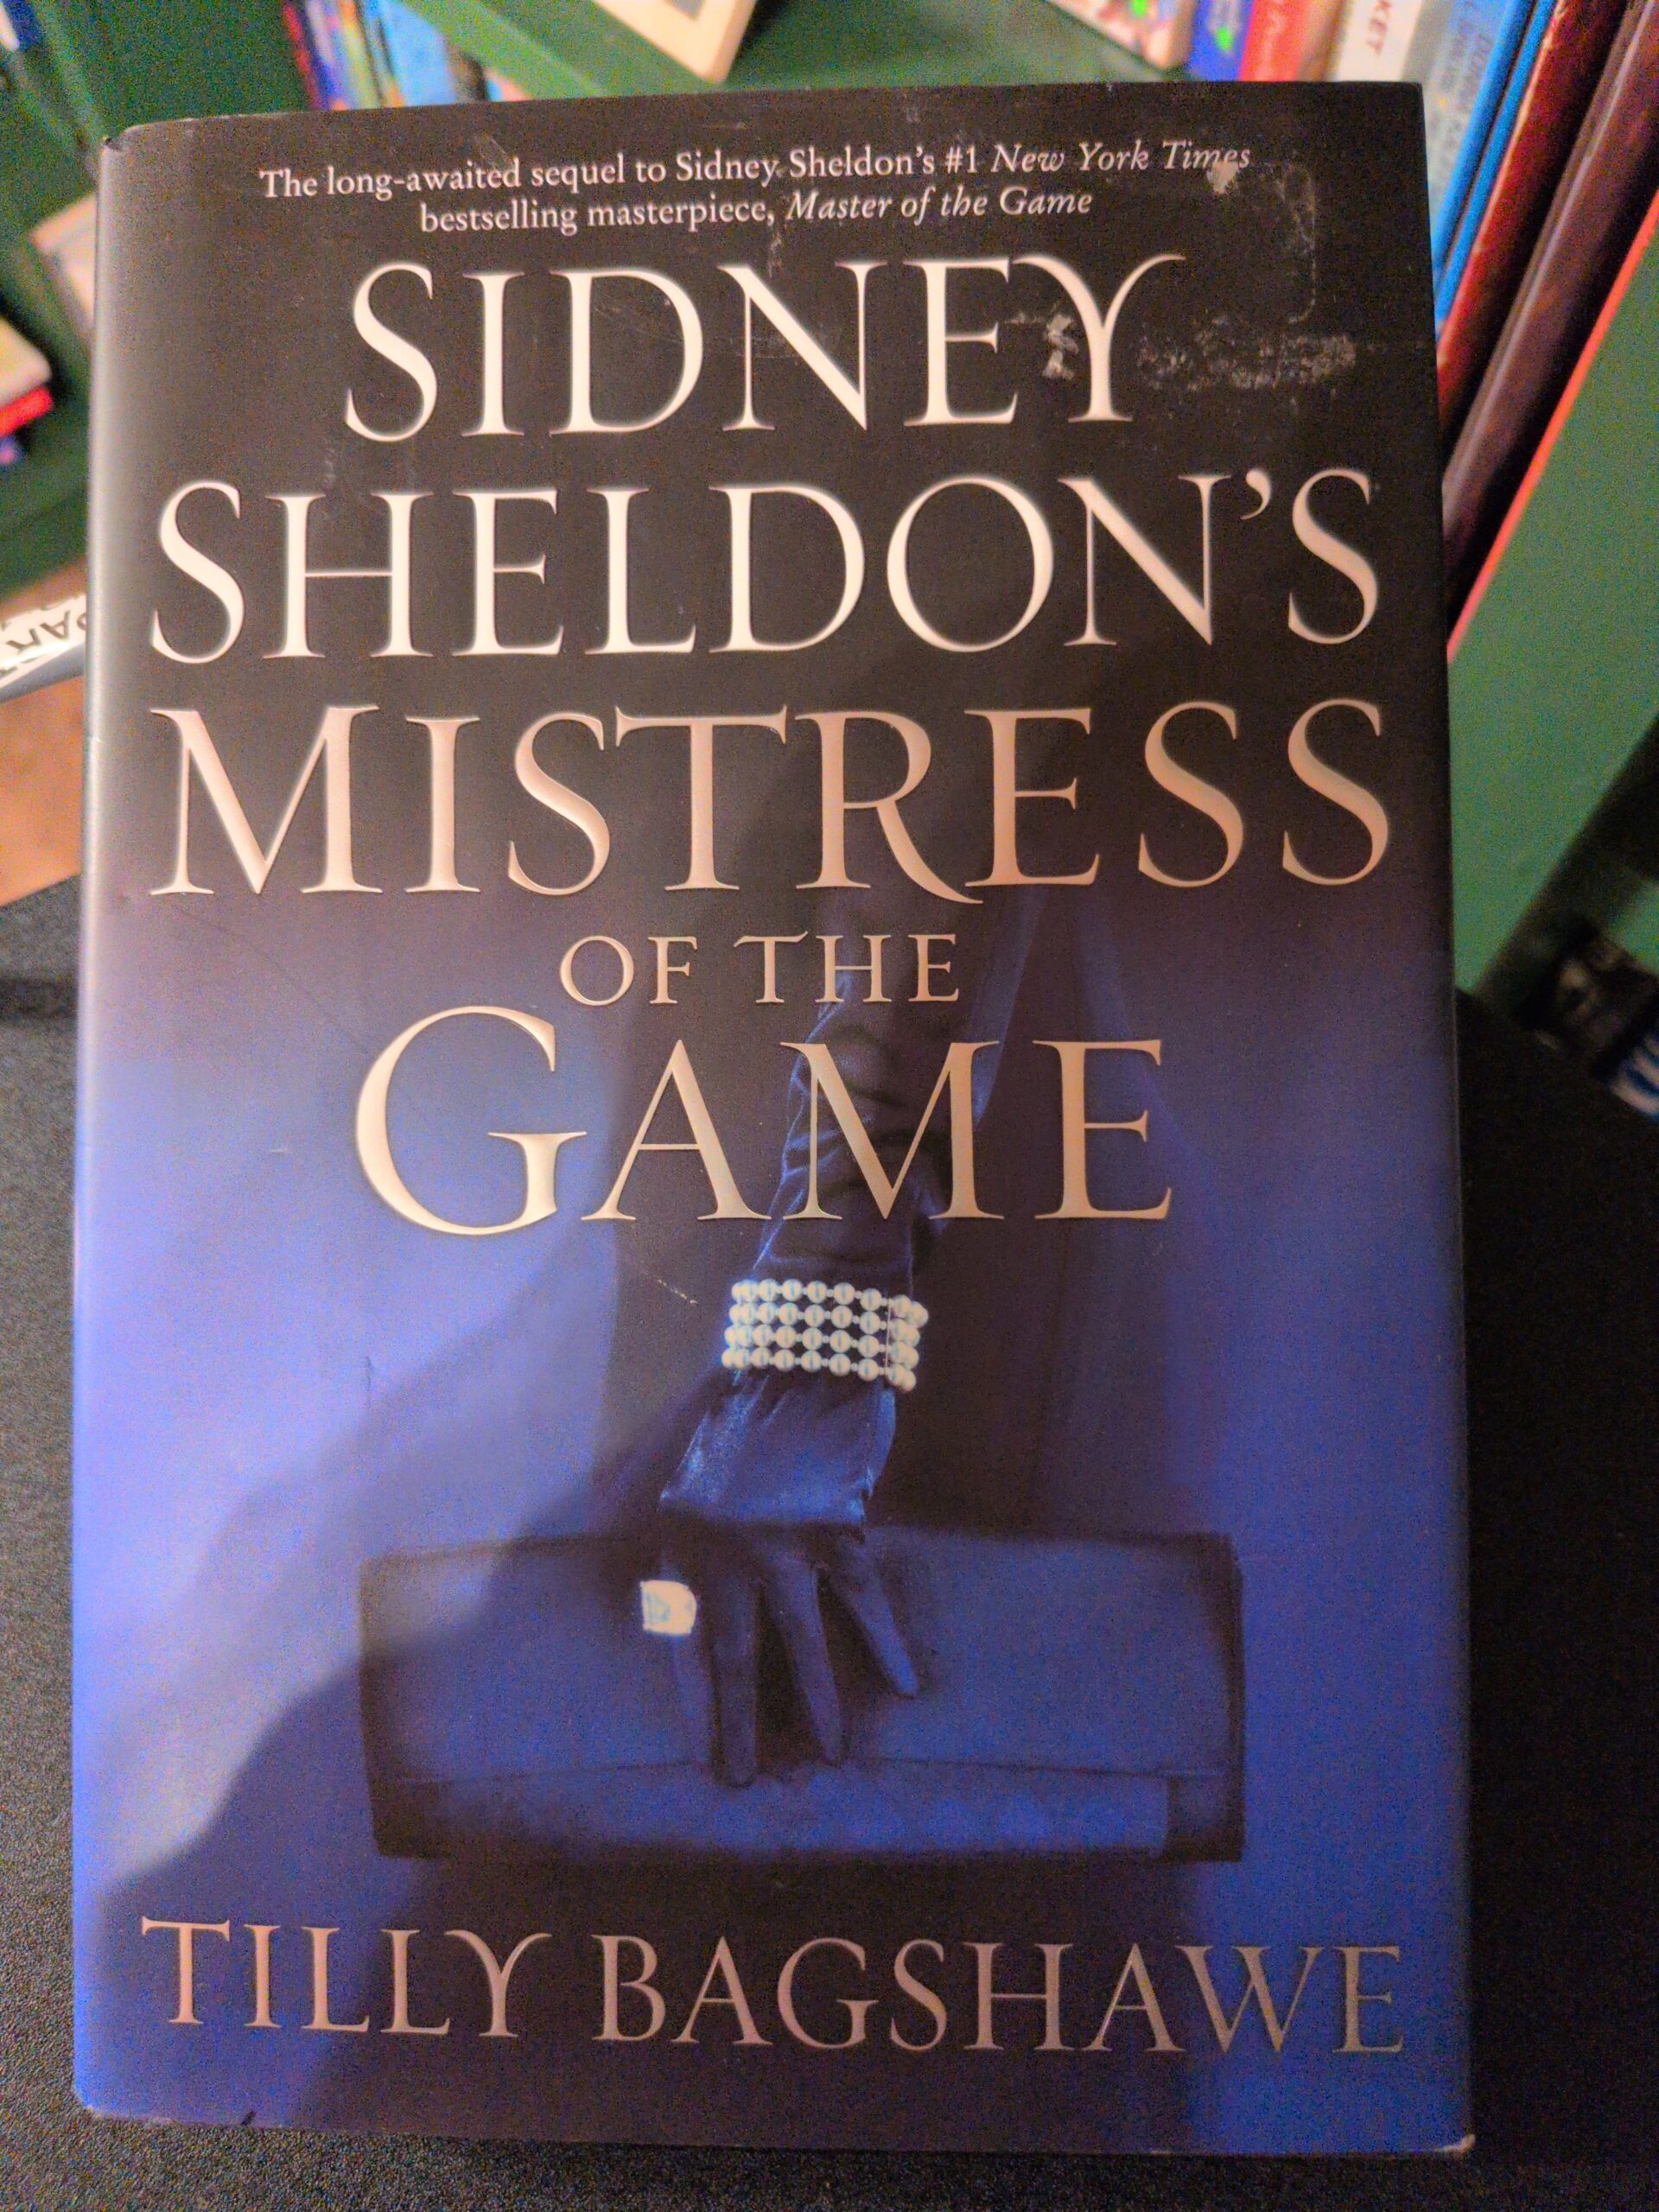 The long-awaited sequel to Sidney Sheldon's #1 New York Times
bestselling masterpiece, Master of the Game
SIDNEY
SHELDON'S
MISTRESS
OF THE
GAME
TILLY BAGSHAWE
KET